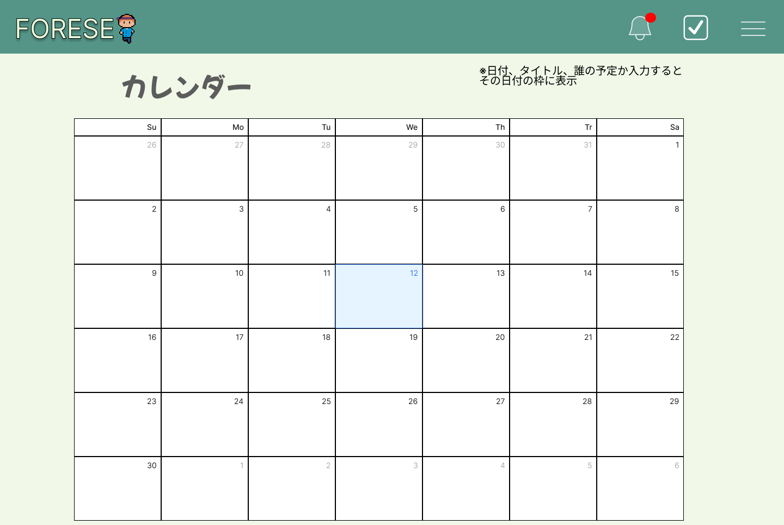 FORESE
カレンダー
※日付、タイトル、誰の予定か入力すると
その日付の枠に表示
Su Mo Tu We Th Tr Sa
26 27 28 29 30 31 1
2 3 4 5 6 7 8
9 10 11 12 13 14 15
16 17 18 19 20 21 22
23 24 25 26 27 28 29
30 1 2 3 4 5 6